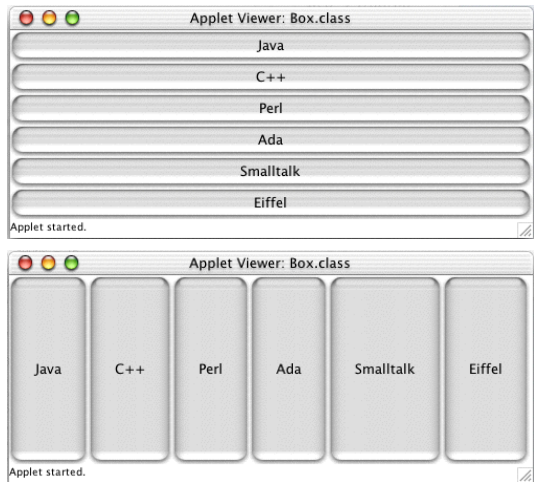 Applet Viewer: Box.class
Java
C++
Perl
Ada
Smalltalk
Eiffel
Applet started.
Applet Viewer: Box.class
Java C++ Perl Ada Smalltalk Eiffel
Applet started.